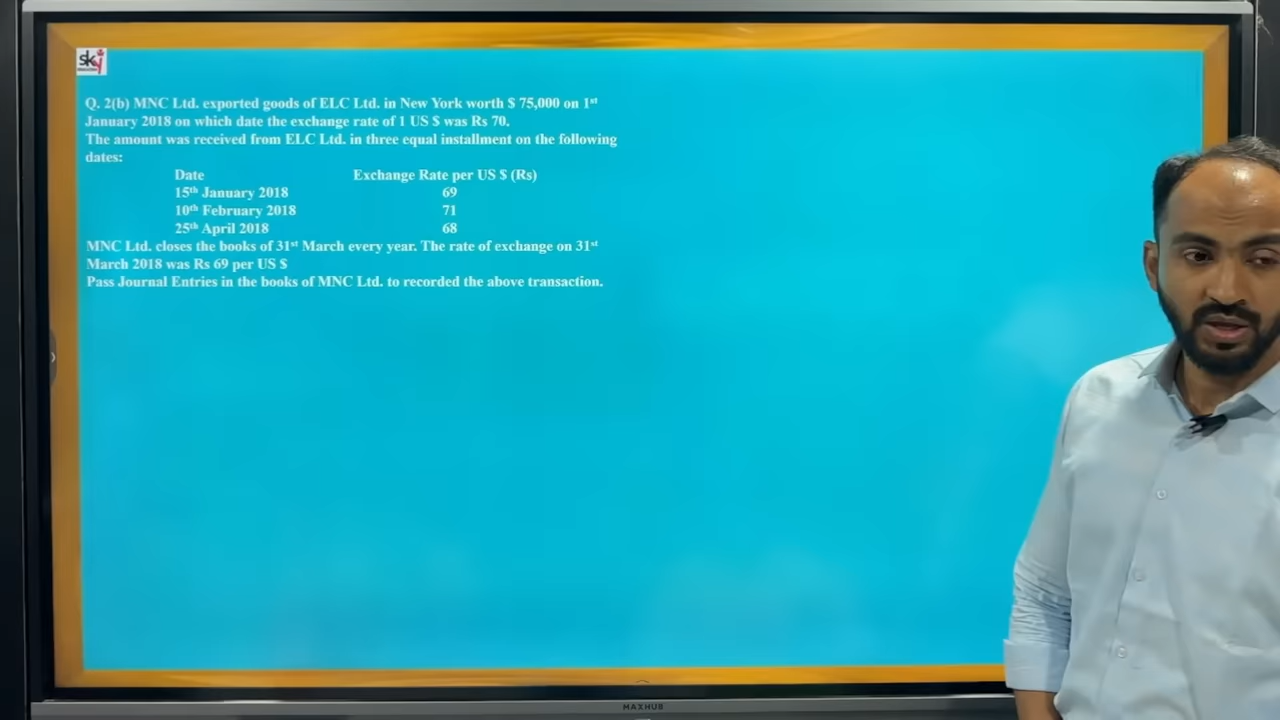 sky
Q. 2(b) MNC Ltd. exported goods of ELC Ltd. in New York worth $ 75,000 on 1st
January 2018 on which date the exchange rate of 1 US $ was Rs 70.
The amount was received from ELC Ltd. in three equal installment on the following
dates:
Date Exchange Rate per US $ (Rs)
15th January 2018 69
10th February 2018 71
25th April 2018 68
MNC Ltd. closes the books of 31st March every year. The rate of exchange on 31st
March 2018 was Rs 69 per US $
Pass Journal Entries in the books of MNC Ltd. to recorded the above transaction.
MAXHUB